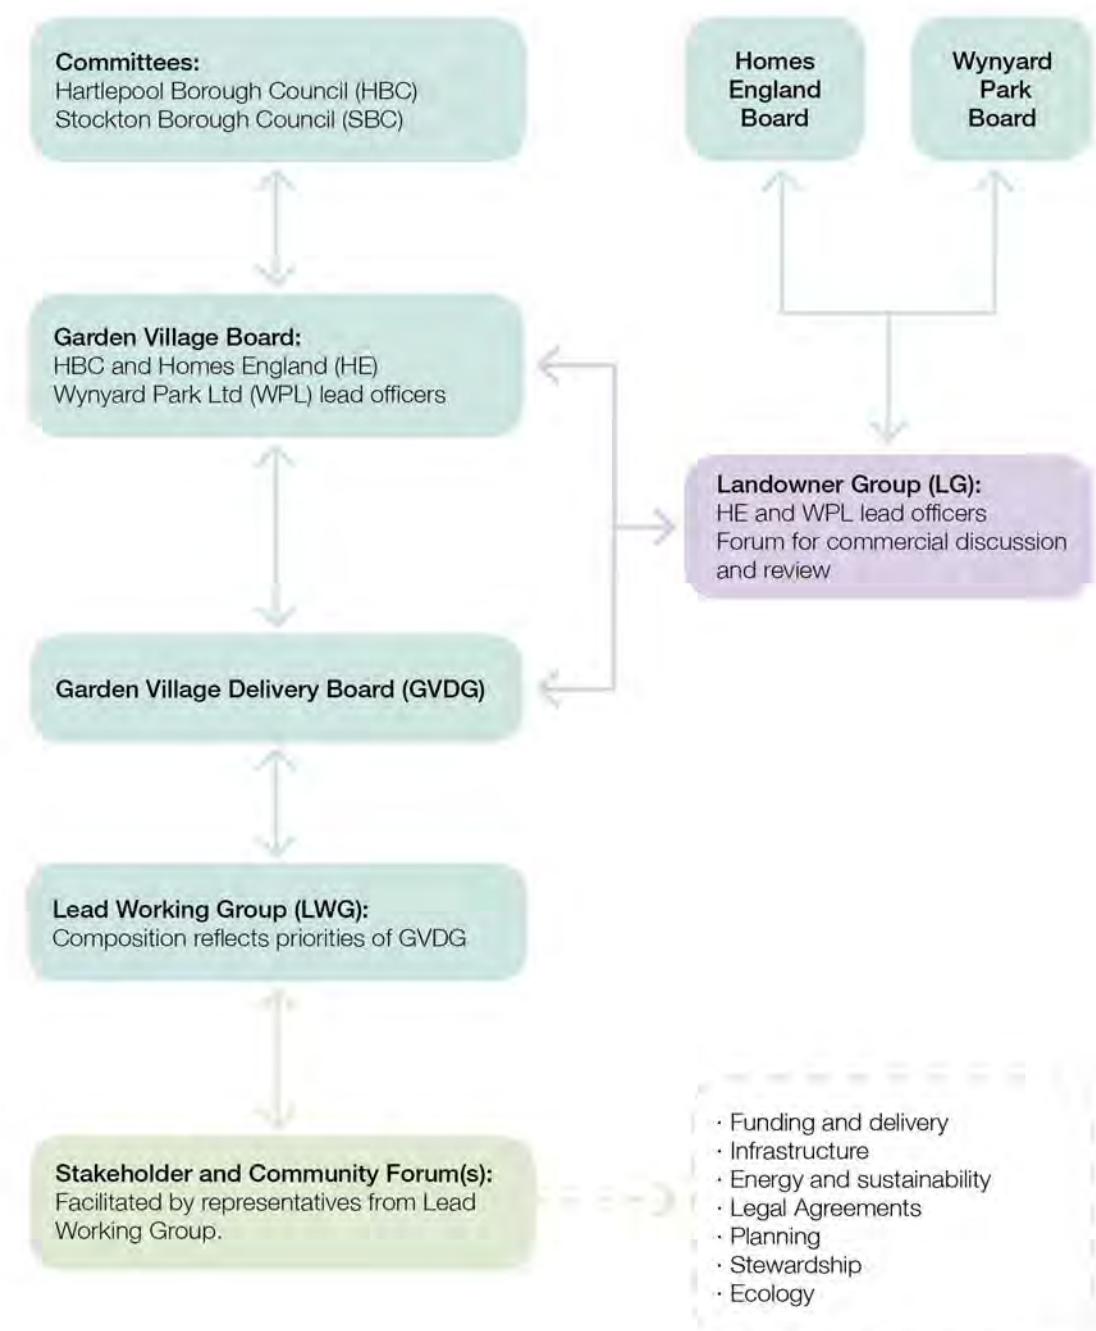 Committees:
Hartlepool Borough Council (HBC)
Stockton Borough Council (SBC)
Homes
England
Board
Wynyard
Park
Board
Garden Village Board:
HBC and Homes England (HE)
Wynyard Park Ltd (WPL) lead officers
Landowner Group (LG):
HE and WPL lead officers
Forum for commercial discussion
and review
Garden Village Delivery Board (GVDG)
Lead Working Group (LWG):
Composition reflects priorities of GVDG
Stakeholder and Community Forum(s):
Facilitated by representatives from Lead
Working Group.
· Funding and delivery
· Infrastructure
· Energy and sustainability
· Legal Agreements
· Planning
· Stewardship
· Ecology